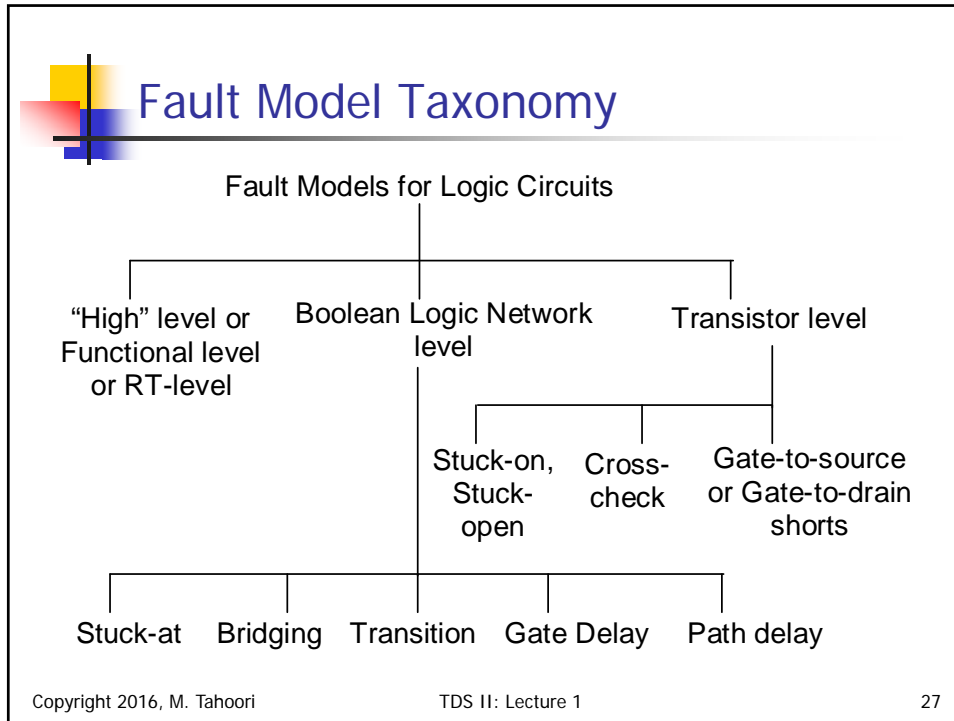 Fault Model Taxonomy
Fault Models for Logic Circuits
“High” level or
Functional level
or RT-level
Boolean Logic Network
level
Transistor level
Stuck-on,
Stuck-
open
Cross-
check
Gate-to-source
or Gate-to-drain
shorts
Stuck-at
Bridging
Transition
Gate Delay
Path delay
Copyright 2016, M. Tahoori
TDS II: Lecture 1
27